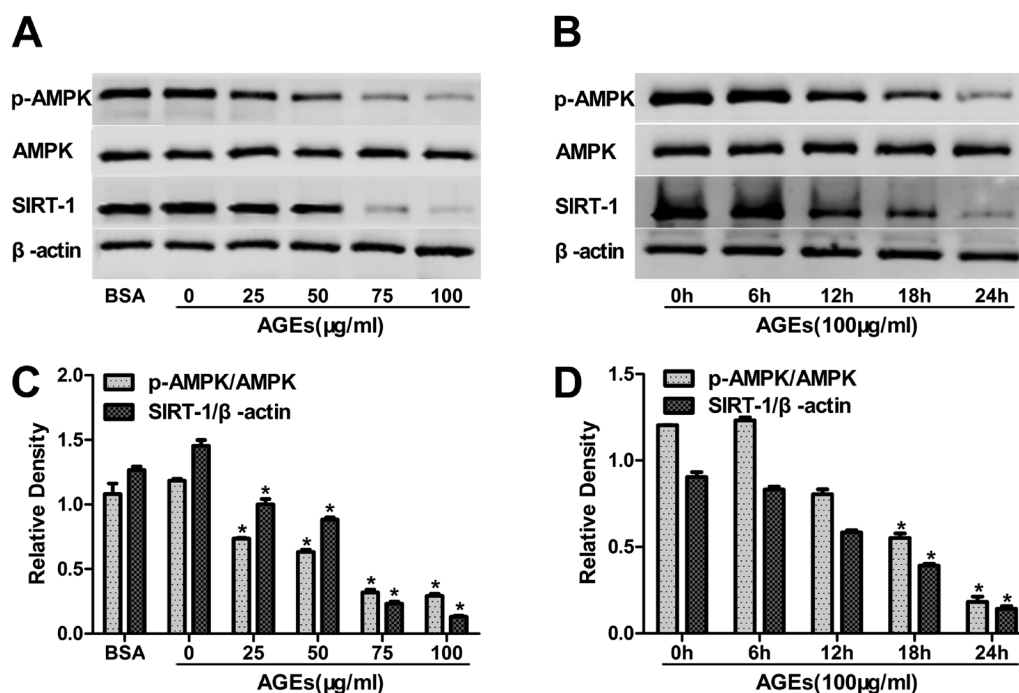 A
p-AMPK
AMPK
SIRT-1
β -actin
BSA 0 25 50 75 100
AGEs(μg/ml)
B
p-AMPK
AMPK
SIRT-1
β -actin
0h 6h 12h 18h 24h
AGEs(100μg/ml)
C
p-AMPK/AMPK
SIRT-1/β -actin
Relative Density
2.0
1.5
1.0
0.5
0.0
* * * * * * * *
BSA 0 25 50 75 100
AGEs(μg/ml)
D
p-AMPK/AMPK
SIRT-1/β -actin
Relative Density
1.5
1.0
0.5
0.0
* * * *
0h 6h 12h 18h 24h
AGEs(100μg/ml)